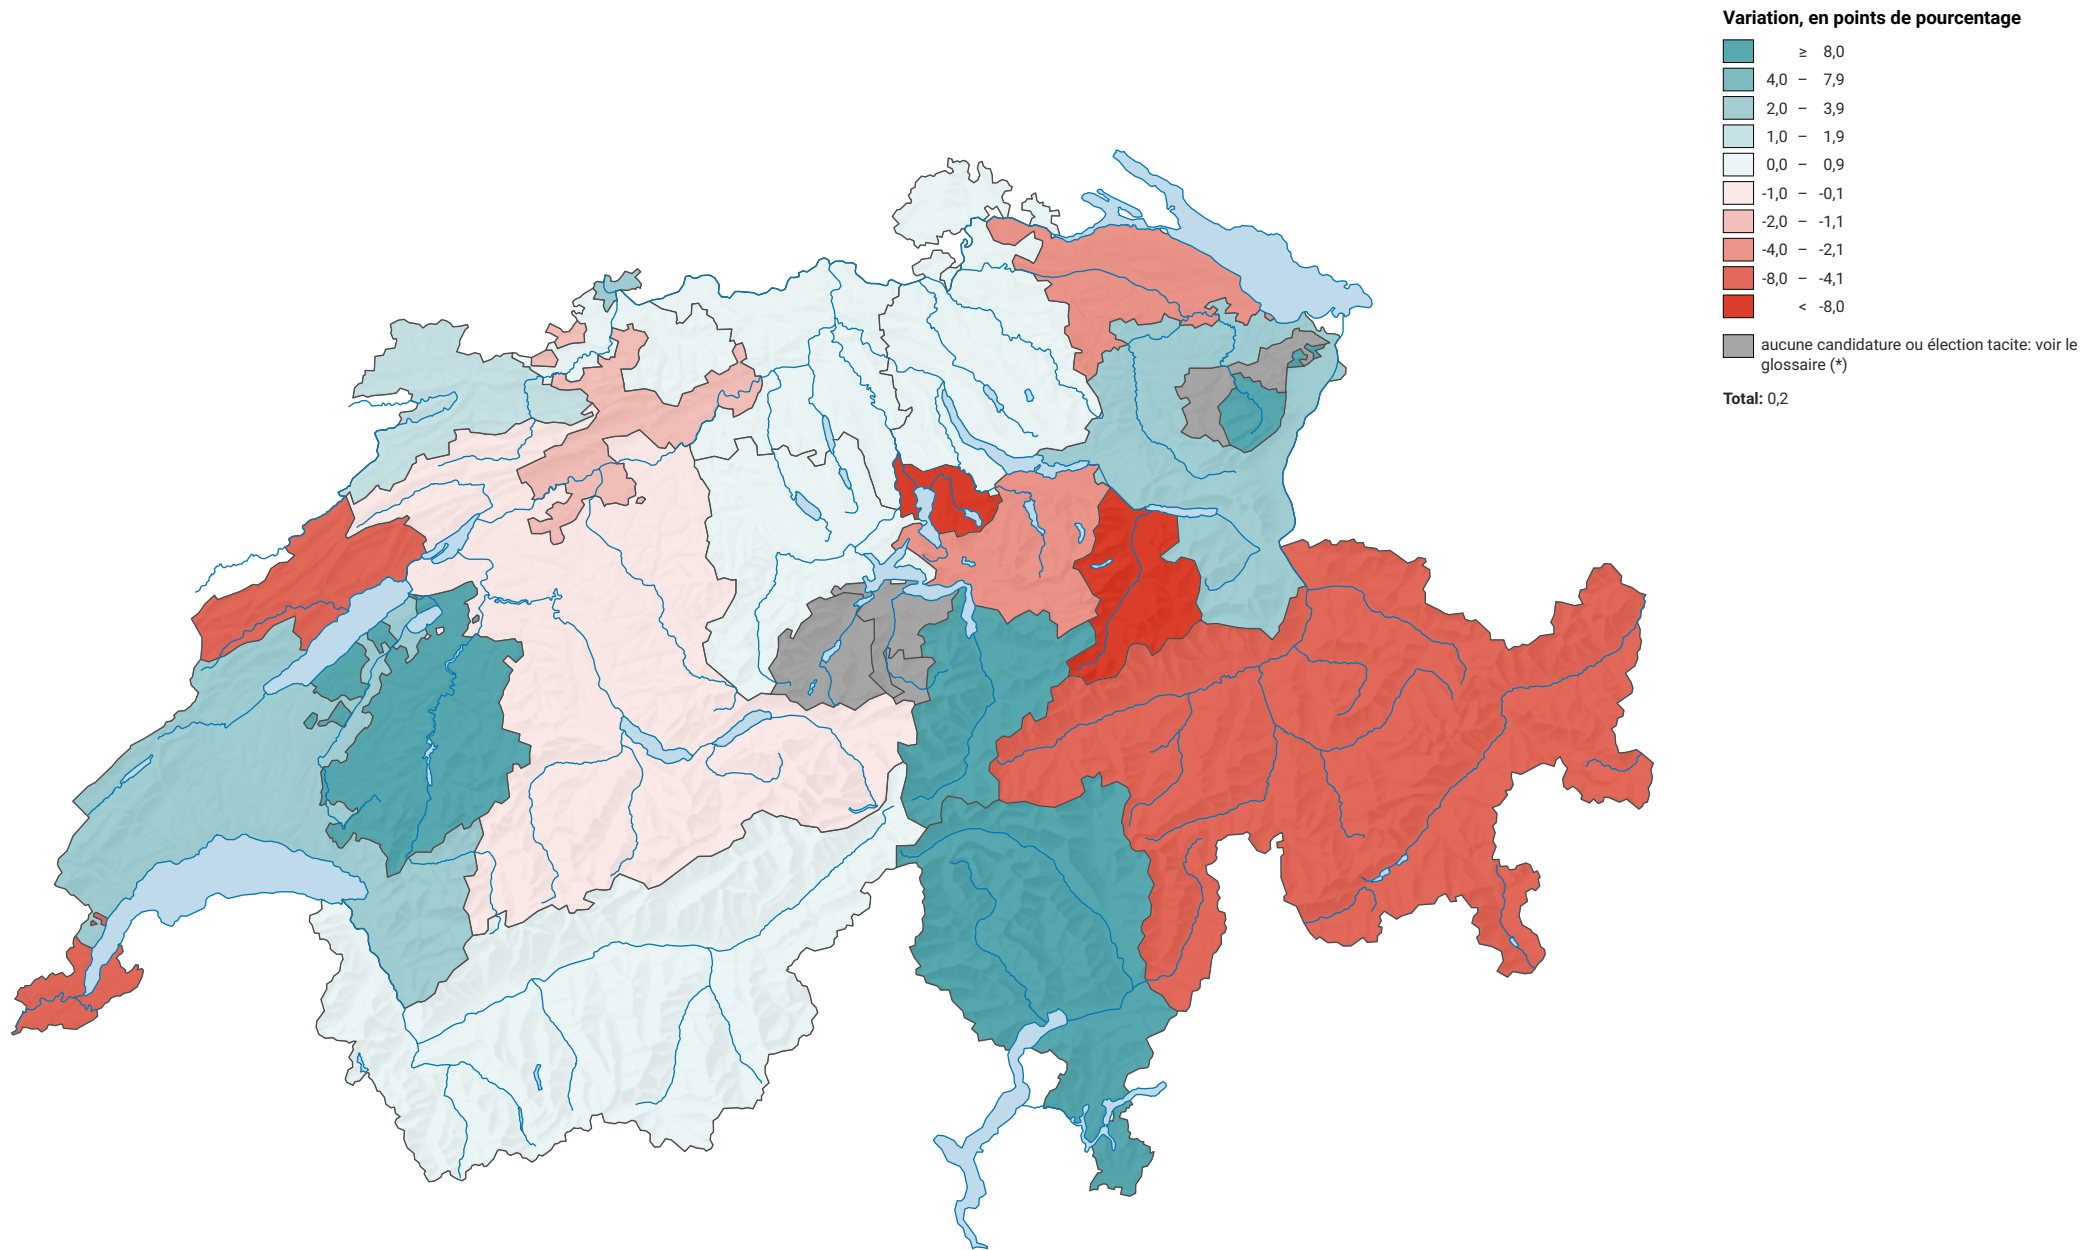 Variation, en points de pourcentage
≥ 8,0
4,0 – 7,9
2,0 – 3,9
1,0 – 1,9
0,0 – 0,9
-1,0 – -0,1
-2,0 – -1,1
-4,0 – -2,1
-8,0 – -4,1
< -8,0
aucune candidature ou élection tacite: voir le
glossaire (*)
Total: 0,2